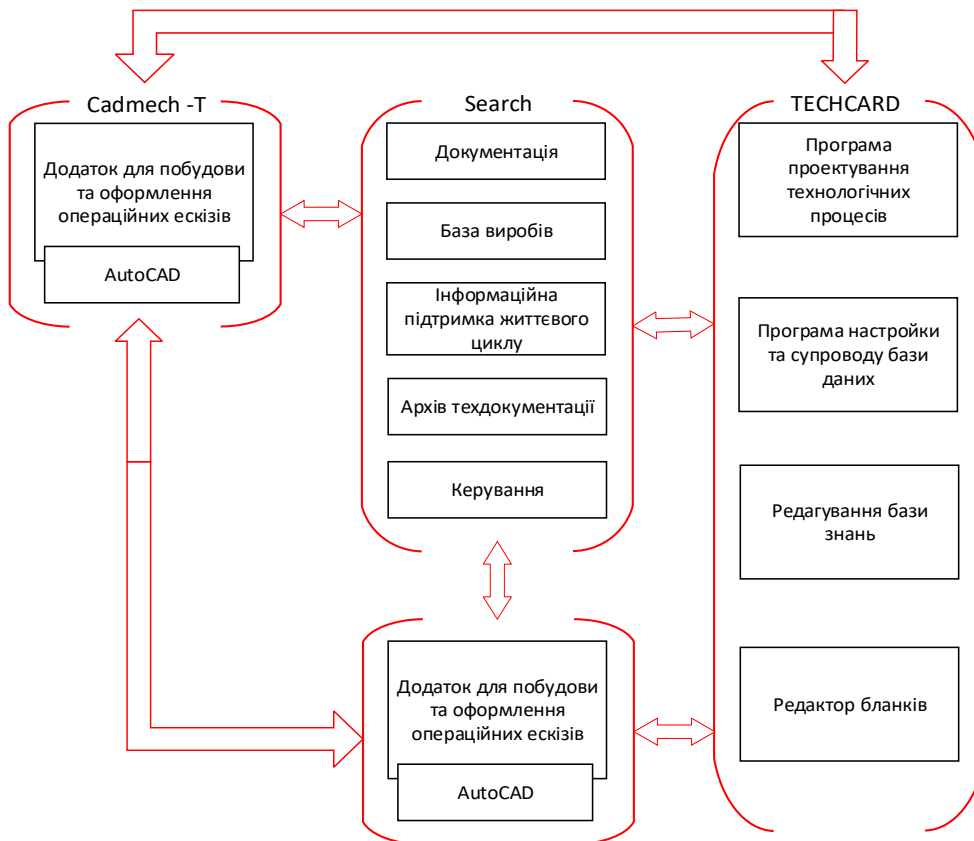 Cadmech -T
Додаток для побудови
та оформлення
операційних ескізів
AutoCAD
Search
Документація
База виробів
Інформаційна
підтримка життєвого
циклу
Архів техдокументації
Керування
TECHCARD
Програма
проектування
технологічних
процесів
Програма настройки
та супроводу бази
даних
Редагування бази
знань
Редактор бланків
Додаток для побудови
та оформлення
операційних ескізів
AutoCAD